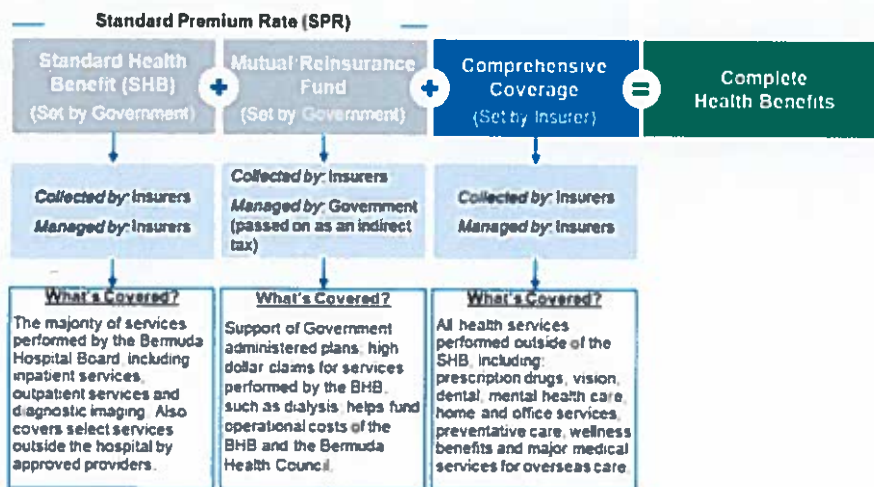 Standard Premium Rate (SPR)
Standard Health
Benefit (SHB)
(Set by Government)
+
Mutual Reinsurance
Fund
(Set by Government)
+
Comprehensive
Coverage
(Set by Insurer)
=
Complete
Health Benefits
Collected by: Insurers
Managed by: Insurers
Collected by: Insurers
Managed by: Government
(passed on as an indirect
tax)
Collected by: Insurers
Managed by: Insurers
What's Covered?
The majority of services
performed by the Bermuda
Hospital Board, including
inpatient services,
outpatient services and
diagnostic imaging. Also
covers select services
outside the hospital by
approved providers.
What's Covered?
Support of Government
administered plans; high
dollar claims for services
performed by the BHB,
such as dialysis; helps fund
operational costs of the
BHB and the Bermuda
Health Council.
What's Covered?
All health services
performed outside of the
SHB, including:
prescription drugs, vision,
dental, mental health care,
home and office services,
preventative care, wellness
benefits and major medical
services for overseas care.